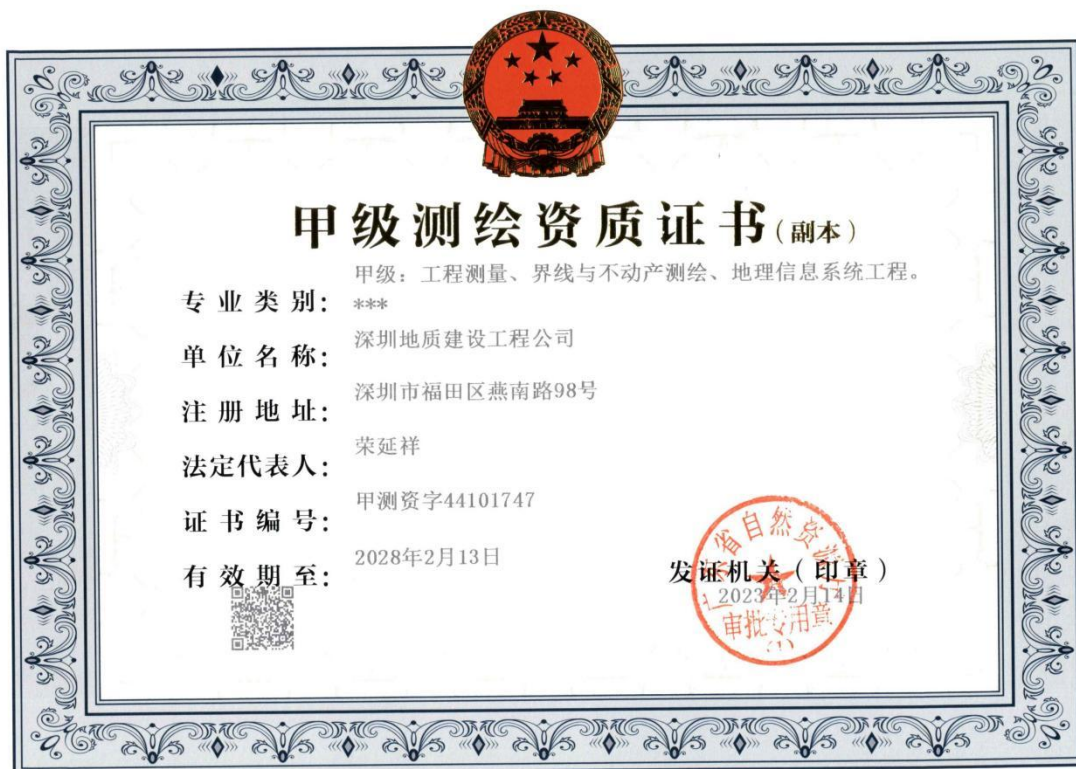 甲级测绘资质证书(副本)
甲级：工程测量、界线与不动产测绘、地理信息系统工程。
专业类别：***
单位名称：深圳地质建设工程公司
注册地址：深圳市福田区燕南路98号
法定代表人：荣延祥
证书编号：甲测资字44101747
有效期至：2028年2月13日
发证机关（印章）
2023年2月14日
广东省自然资源厅
审批专用章
(1)